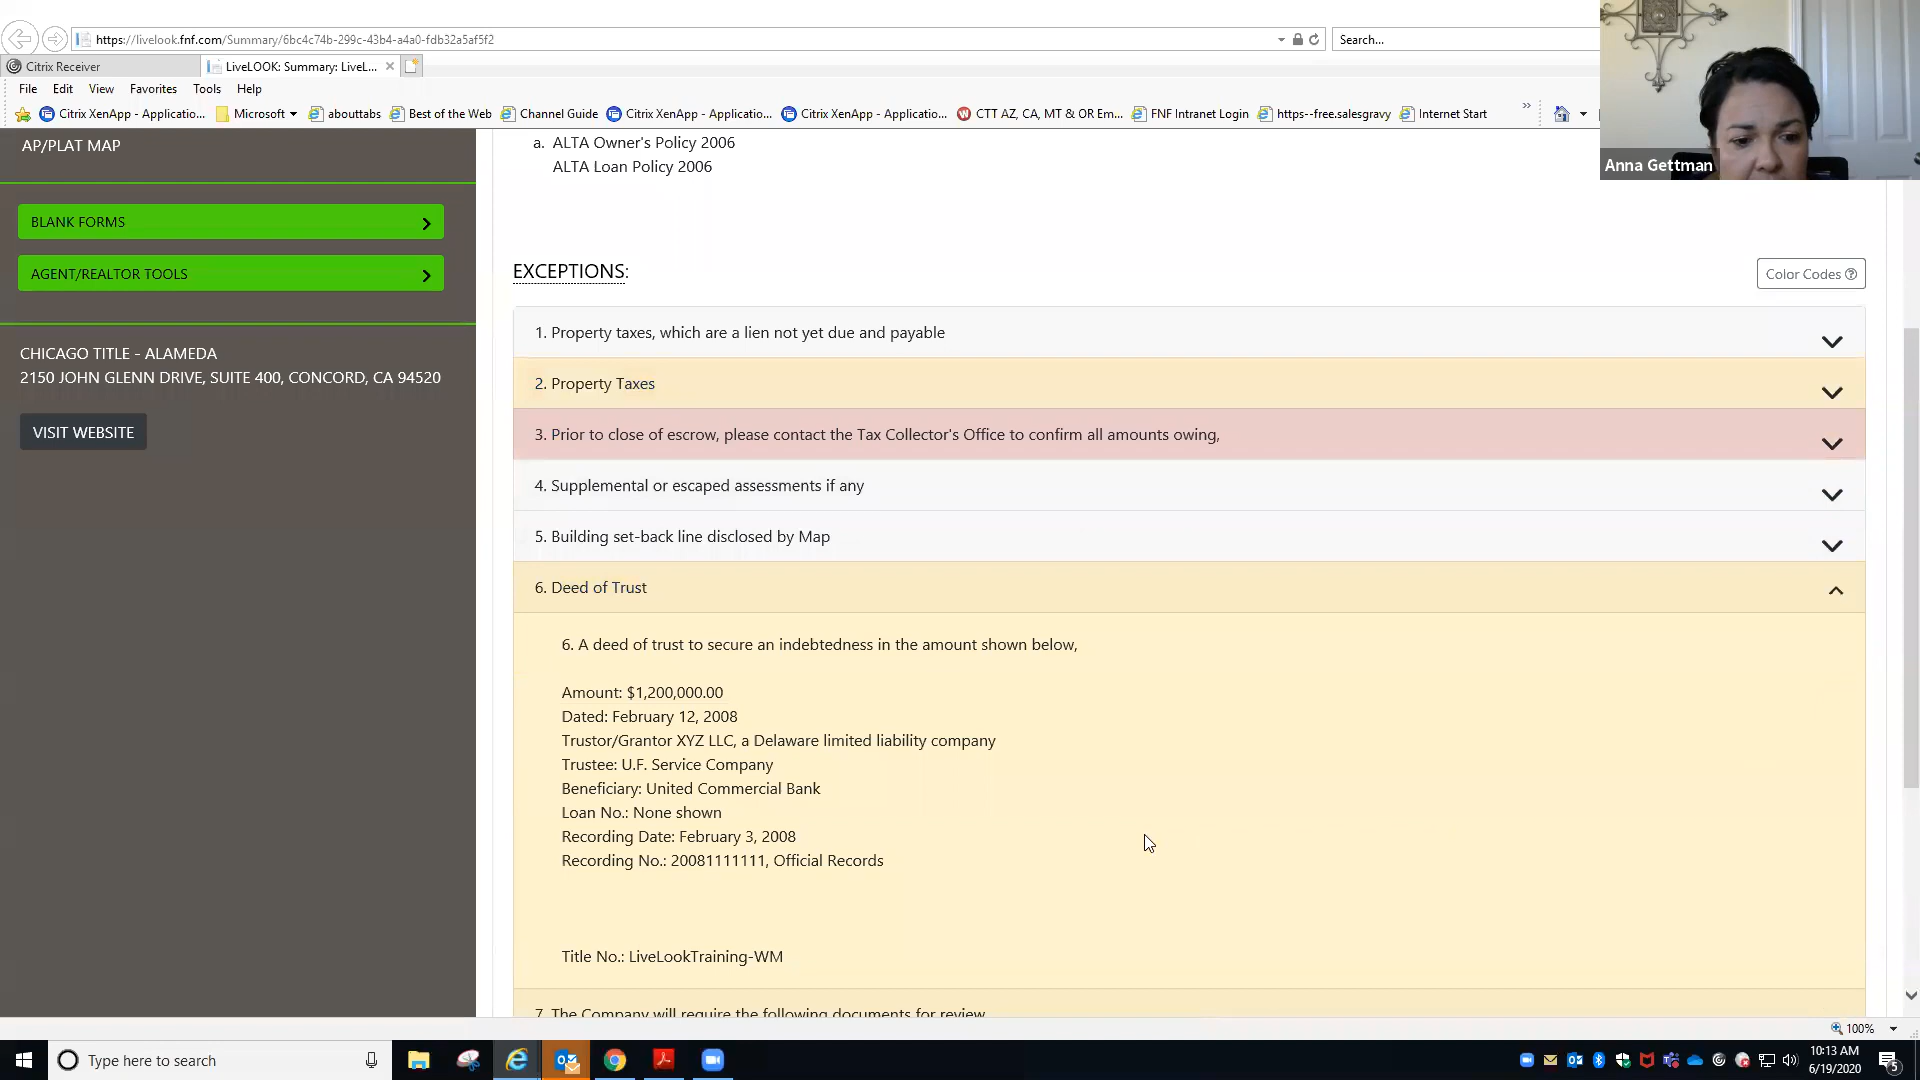 https://livelook.fnf.com/Summary/6bc4c74b-299c-43b4-a4a0-fdb32a5af5f2
Search...
Citrix Receiver
LiveLOOK: Summary: LiveL...
File Edit View Favorites Tools Help
Citrix XenApp - Applicatio...
Microsoft
abouttabs
Best of the Web
Channel Guide
Citrix XenApp - Applicatio...
Citrix XenApp - Applicatio...
CTT AZ, CA, MT & OR Em...
FNF Intranet Login
https--free.salesgravy
Internet Start
Anna Gettman
AP/PLAT MAP
BLANK FORMS
AGENT/REALTOR TOOLS
CHICAGO TITLE - ALAMEDA
2150 JOHN GLENN DRIVE, SUITE 400, CONCORD, CA 94520
VISIT WEBSITE
a. ALTA Owner's Policy 2006
ALTA Loan Policy 2006
EXCEPTIONS:
Color Codes
1. Property taxes, which are a lien not yet due and payable
2. Property Taxes
3. Prior to close of escrow, please contact the Tax Collector's Office to confirm all amounts owing,
4. Supplemental or escaped assessments if any
5. Building set-back line disclosed by Map
6. Deed of Trust
6. A deed of trust to secure an indebtedness in the amount shown below,
Amount: $1,200,000.00
Dated: February 12, 2008
Trustor/Grantor XYZ LLC, a Delaware limited liability company
Trustee: U.F. Service Company
Beneficiary: United Commercial Bank
Loan No.: None shown
Recording Date: February 3, 2008
Recording No.: 20081111111, Official Records
Title No.: LiveLookTraining-WM
7. The Company will require the following documents for review
100%
Type here to search
10:13 AM
6/19/2020
5